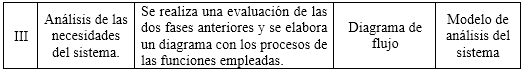 III
Análisis de las
necesidades
del sistema.
Se realiza una evaluación de las
dos fases anteriores y se elabora
un diagrama con los procesos de
las funciones empleadas.
Diagrama de
flujo
Modelo de
análisis del
sistema